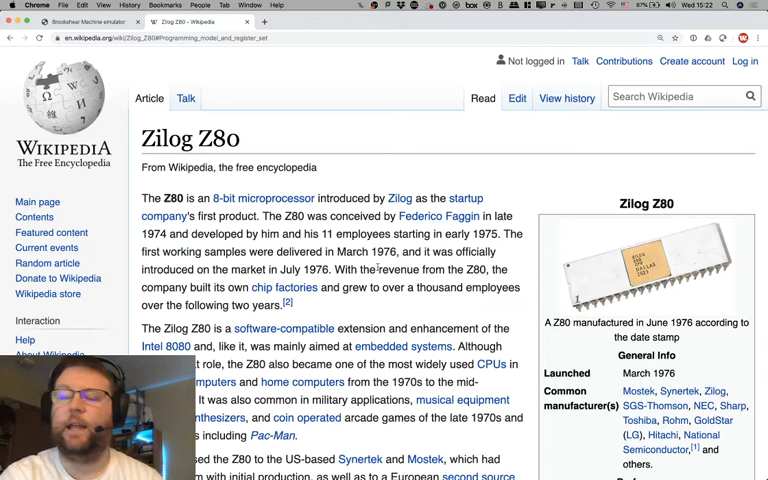 Chrome File Edit View History Bookmarks People Tab Window Help
box 67% Wed 15:22
Brookshear Machine emulator
Zilog Z80 - Wikipedia
en.wikipedia.org/wiki/Zilog_Z80#Programming_model_and_register_set
Not logged in Talk Contributions Create account Log in
Article Talk Read Edit View history Search Wikipedia
WIKIPEDIA
The Free Encyclopedia
Main page
Contents
Featured content
Current events
Random article
Donate to Wikipedia
Wikipedia store
Interaction
Help
About Wikipedia
Zilog Z80
From Wikipedia, the free encyclopedia
The Z80 is an 8-bit microprocessor introduced by Zilog as the startup
company's first product. The Z80 was conceived by Federico Faggin in late
1974 and developed by him and his 11 employees starting in early 1975. The
first working samples were delivered in March 1976, and it was officially
introduced on the market in July 1976. With the revenue from the Z80, the
company built its own chip factories and grew to over a thousand employees
over the following two years.[2]
The Zilog Z80 is a software-compatible extension and enhancement of the
Intel 8080 and, like it, was mainly aimed at embedded systems. Although
at role, the Z80 also became one of the most widely used CPUs in
mputers and home computers from the 1970s to the mid-
It was also common in military applications, musical equipment
nthesizers, and coin operated arcade games of the late 1970s and
s including Pac-Man.
sed the Z80 to the US-based Synertek and Mostek, which had
m with initial production, as well as to a European second source
Zilog Z80
A Z80 manufactured in June 1976 according to
the date stamp
General Info
Launched March 1976
Common manufacturer(s) Mostek, Synertek, Zilog,
SGS-Thomson, NEC, Sharp,
Toshiba, Rohm, GoldStar
(LG), Hitachi, National
Semiconductor,[1] and
others.